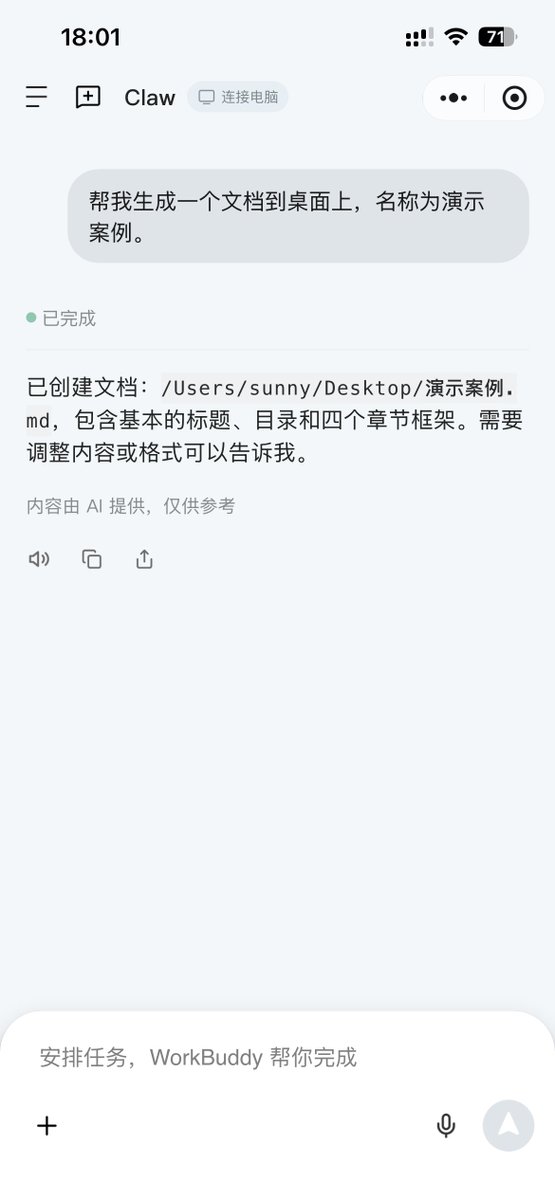 18:01
71
Claw
连接电脑
帮我生成一个文档到桌面上，名称为演示
案例。
已完成
已创建文档：/Users/sunny/Desktop/演示案例.
md，包含基本的标题、目录和四个章节框架。需要
调整内容或格式可以告诉我。
内容由 AI 提供，仅供参考
安排任务，WorkBuddy 帮你完成